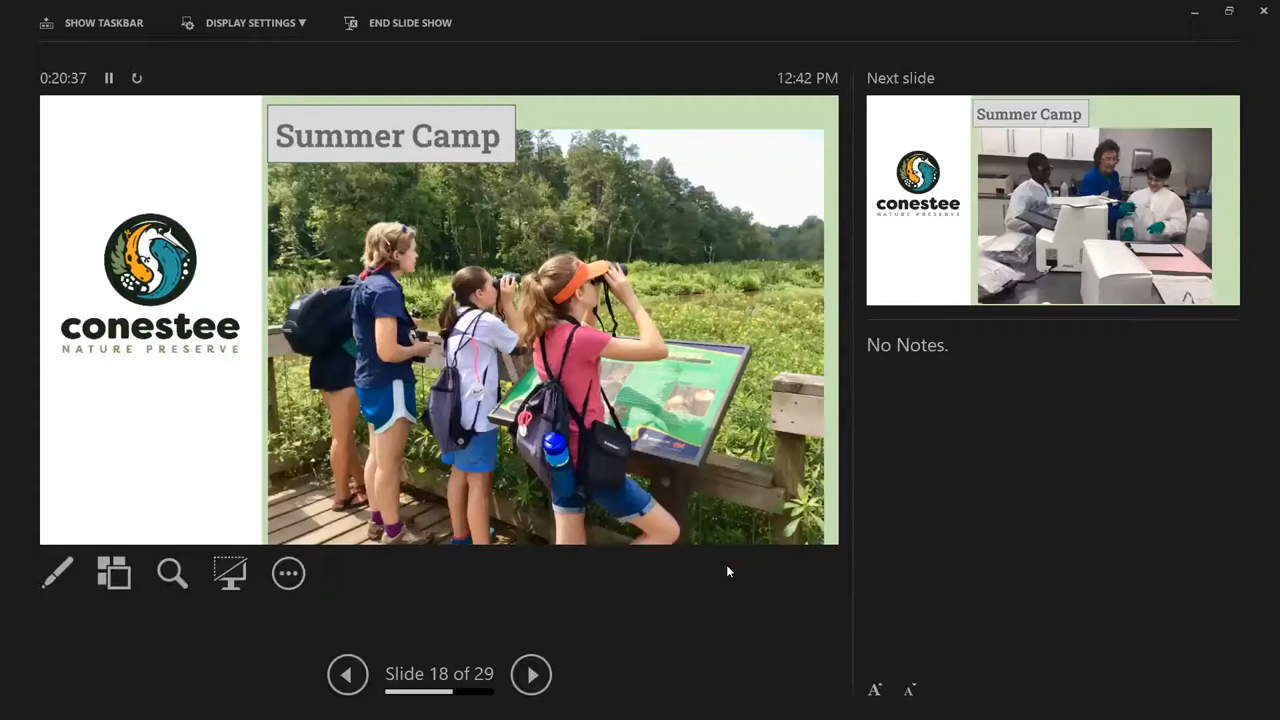 SHOW TASKBAR
DISPLAY SETTINGS ▼
END SLIDE SHOW
0:20:37
12:42 PM
Next slide
Summer Camp
conestee
NATURE PRESERVE
Summer Camp
conestee
NATURE PRESERVE
No Notes.
Slide 18 of 29
A A